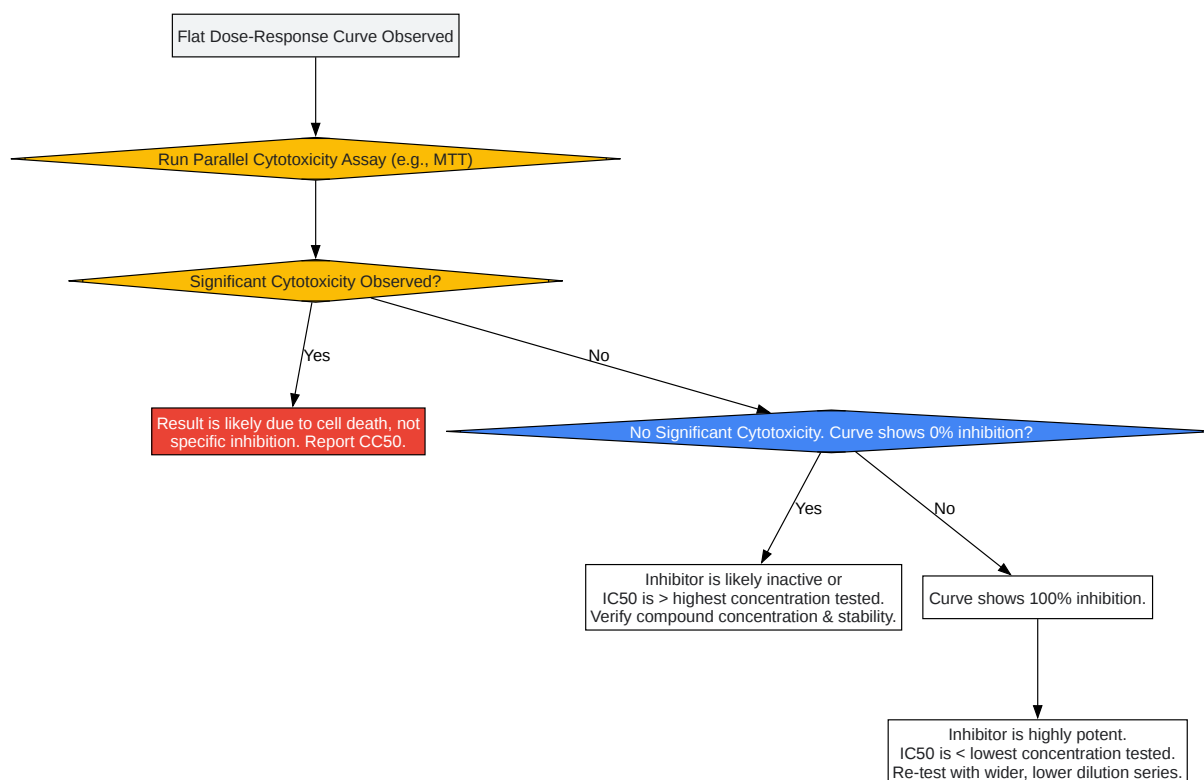 Flat Dose-Response Curve Observed
Run Parallel Cytotoxicity Assay (e.g., MTT)
Significant Cytotoxicity Observed?
Yes
No
Result is likely due to cell death, not
specific inhibition. Report CC50.
No Significant Cytotoxicity. Curve shows 0% inhibition?
Yes
No
Inhibitor is likely inactive or
IC50 is > highest concentration tested.
Verify compound concentration & stability.
Curve shows 100% inhibition.
Inhibitor is highly potent.
IC50 is < lowest concentration tested.
Re-test with wider, lower dilution series.